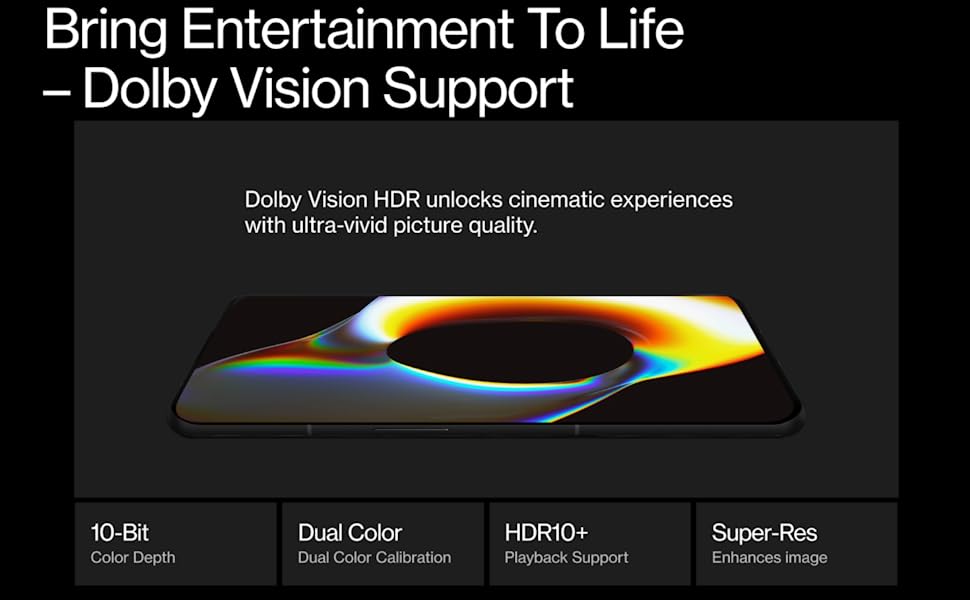 Bring Entertainment To Life
– Dolby Vision Support
Dolby Vision HDR unlocks cinematic experiences
with ultra-vivid picture quality.
10-Bit
Color Depth
Dual Color
Dual Color Calibration
HDR10+
Playback Support
Super-Res
Enhances image